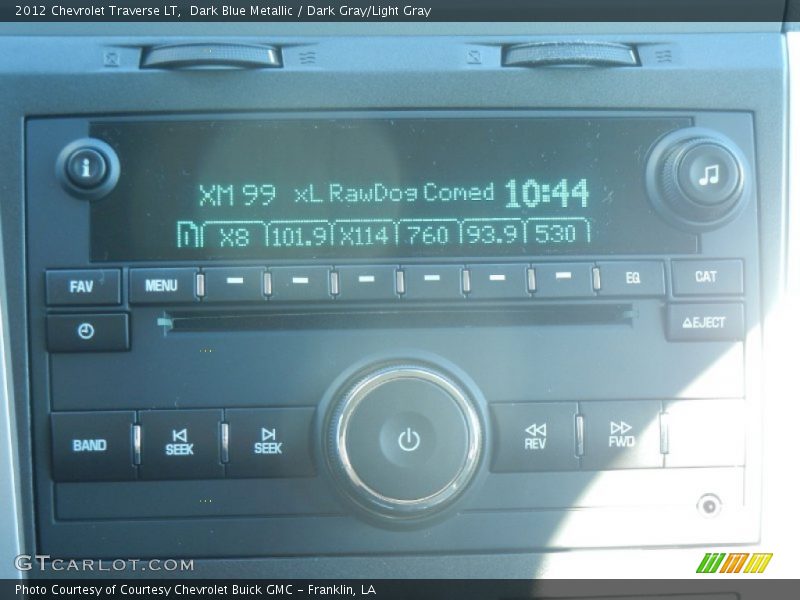 2012 Chevrolet Traverse LT,  Dark Blue Metallic / Dark Gray/Light Gray
i
XM 99 xL RawDog Comed 10:44
X8 101.9 X114 760 93.9 530
FAV MENU EQ CAT
EJECT
BAND SEEK SEEK REV FWD
GTCARLOT.COM
Photo Courtesy of Courtesy Chevrolet Buick GMC - Franklin, LA